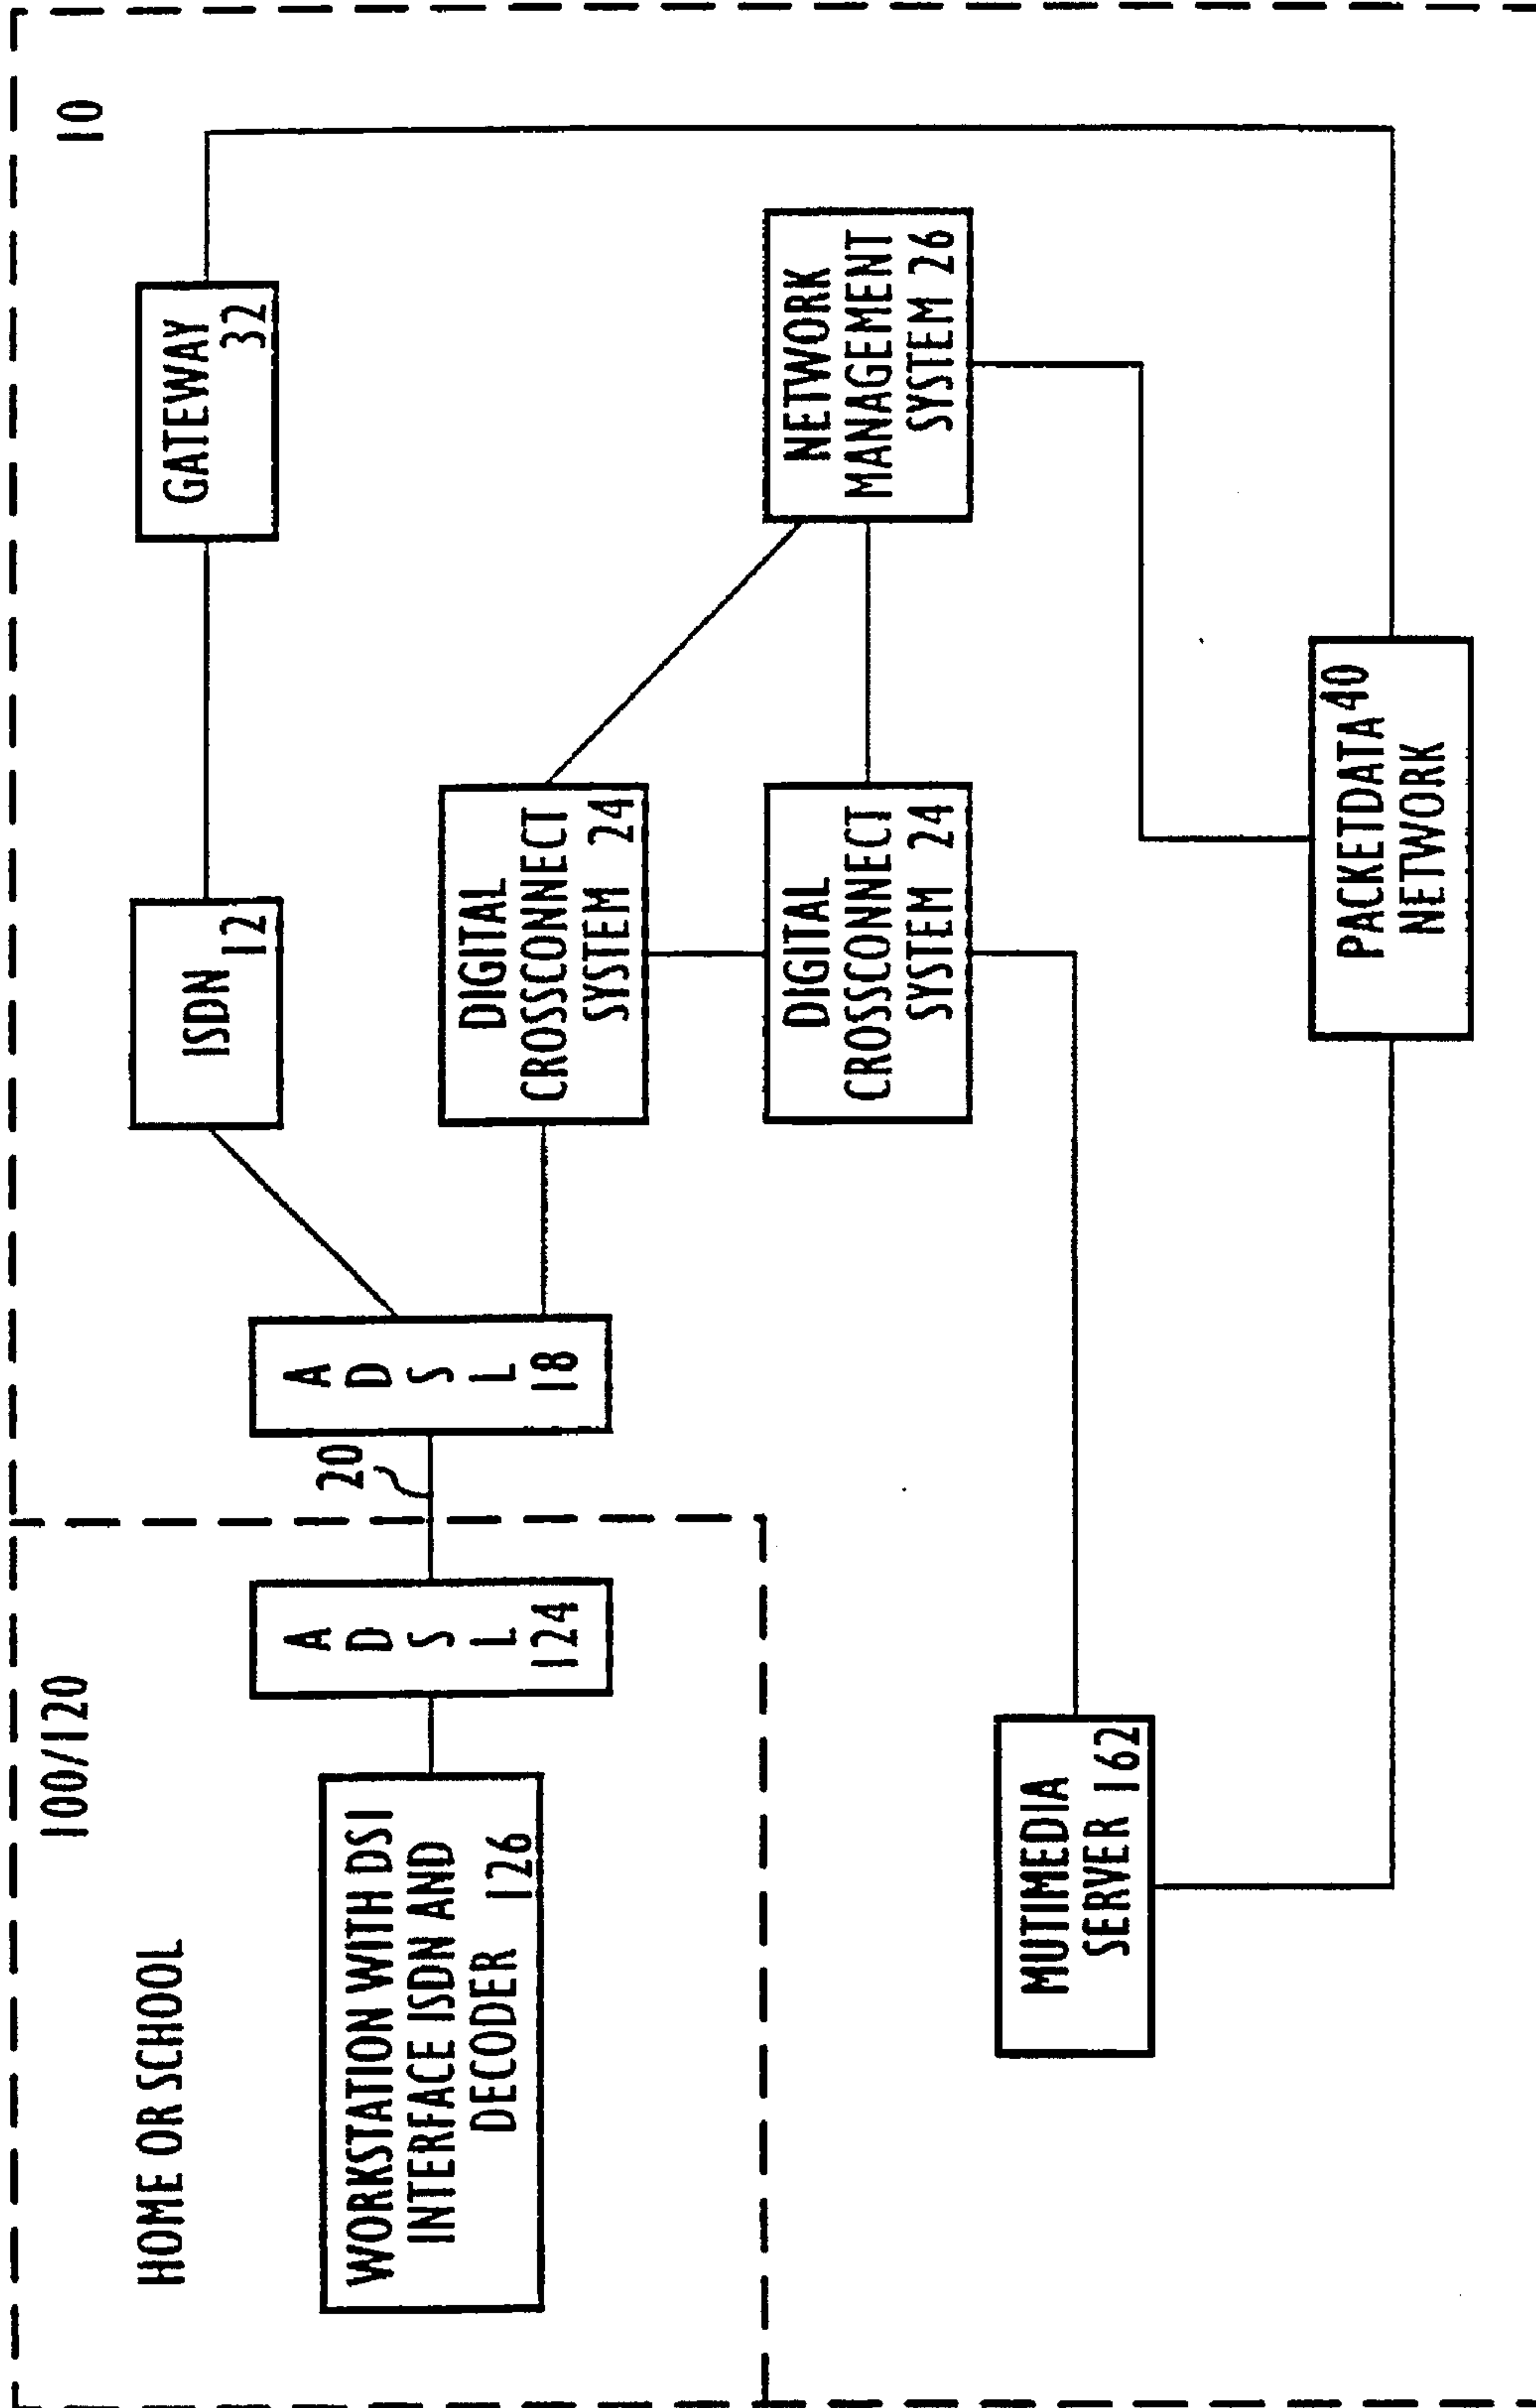 100/120
10
HOME OR SCHOOL
WORKSTATION WITH DS1
INTERFACE ISDN AND
DECODER 126
A
D
S
L
124
20
A
D
S
L
18
ISDN
12
GATEWAY
32
DIGITAL
CROSSCONNECT
SYSTEM 24
DIGITAL
CROSSCONNECT
SYSTEM 24
NETWORK
MANAGEMENT
SYSTEM 26
MUTIMEDIA
SERVER 162
PACKETDATA 40
NETWORK